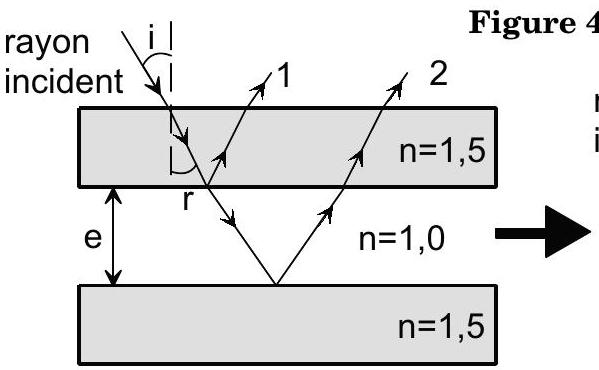 Figure 4
rayon
incident
i
1
2
n=1,5
r
e
n=1,0
n=1,5